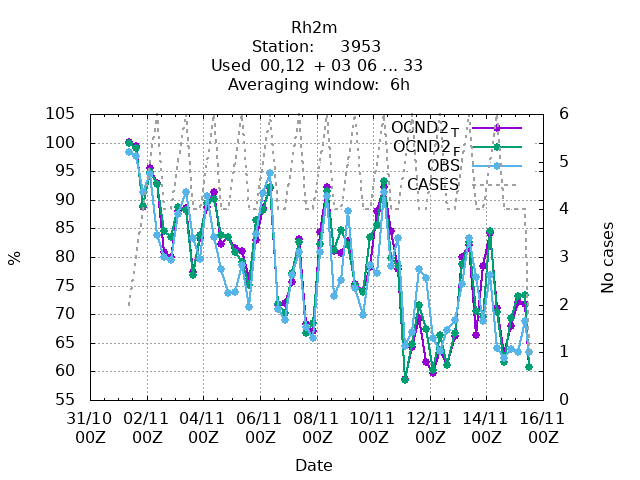 Rh2m
Station: 3953
Used 00,12 + 03 06 ... 33
Averaging window: 6h
105
100
95
90
85
80
75
70
65
60
55
%
6
5
4
3
2
1
0
No cases
OCND2 T
OCND2 F
OBS
CASES
31/10 02/11 04/11 06/11 08/11 10/11 12/11 14/11 16/11
00Z 00Z 00Z 00Z 00Z 00Z 00Z 00Z 00Z
Date